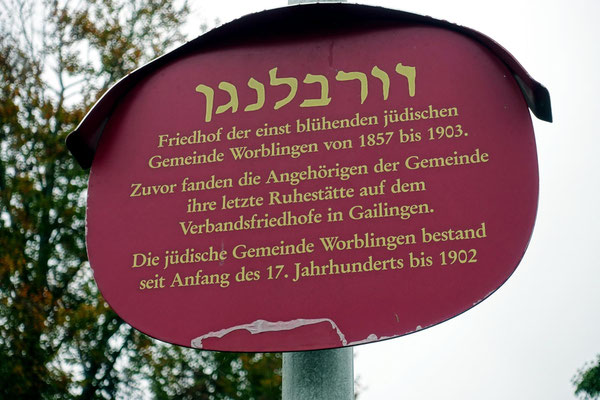 וורבלנגן
Friedhof der einst blühenden jüdischen
Gemeinde Worblingen von 1857 bis 1903.
Zuvor fanden die Angehörigen der Gemeinde
ihre letzte Ruhestätte auf dem
Verbandsfriedhofe in Gailingen.
Die jüdische Gemeinde Worblingen bestand
seit Anfang des 17. Jahrhunderts bis 1902